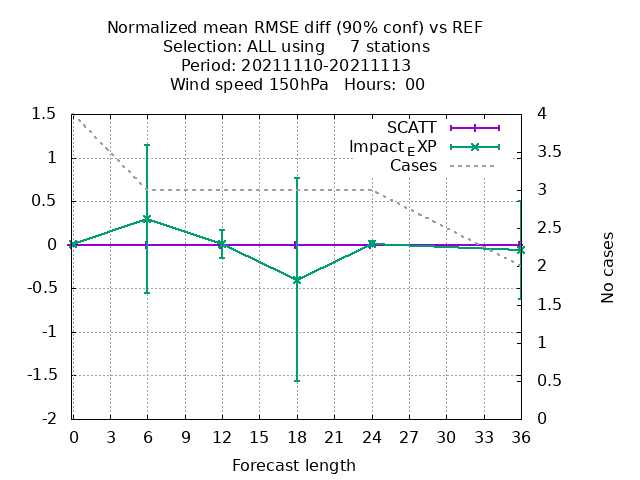 Normalized mean RMSE diff (90% conf) vs REF
Selection: ALL using 7 stations
Period: 20211110-20211113
Wind speed 150hPa Hours: 00
1.5
1
0.5
0
-0.5
-1
-1.5
-2
4
3.5
3
2.5
2
1.5
1
0.5
0
SCATT
Impact_EXP
Cases
No cases
0 3 6 9 12 15 18 21 24 27 30 33 36
Forecast length